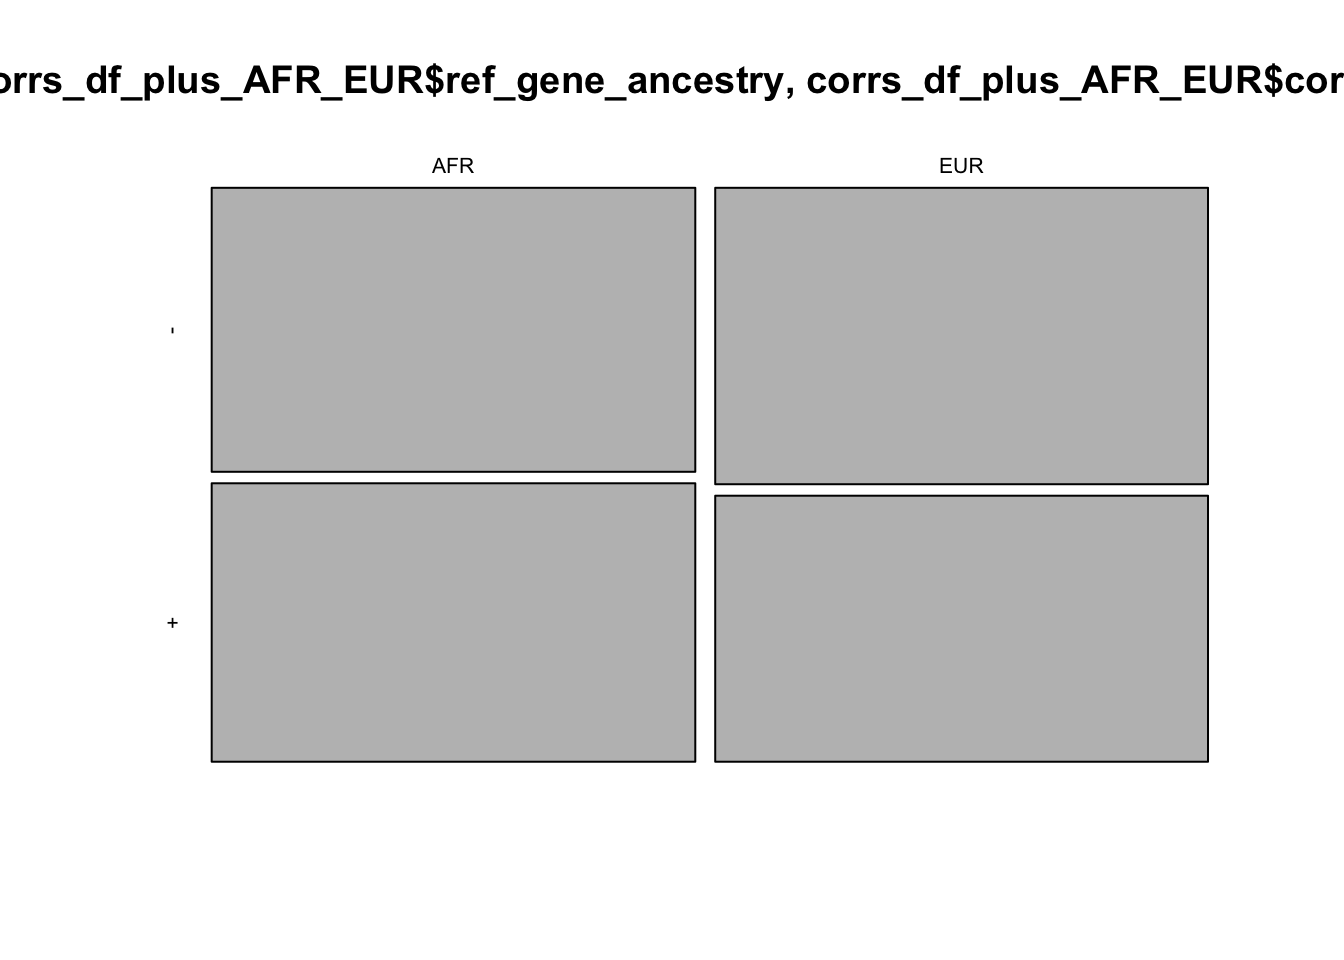 orrs_df_plus_AFR_EUR$ref_gene_ancestry, corrs_df_plus_AFR_EUR$cor
AFR EUR
-
+